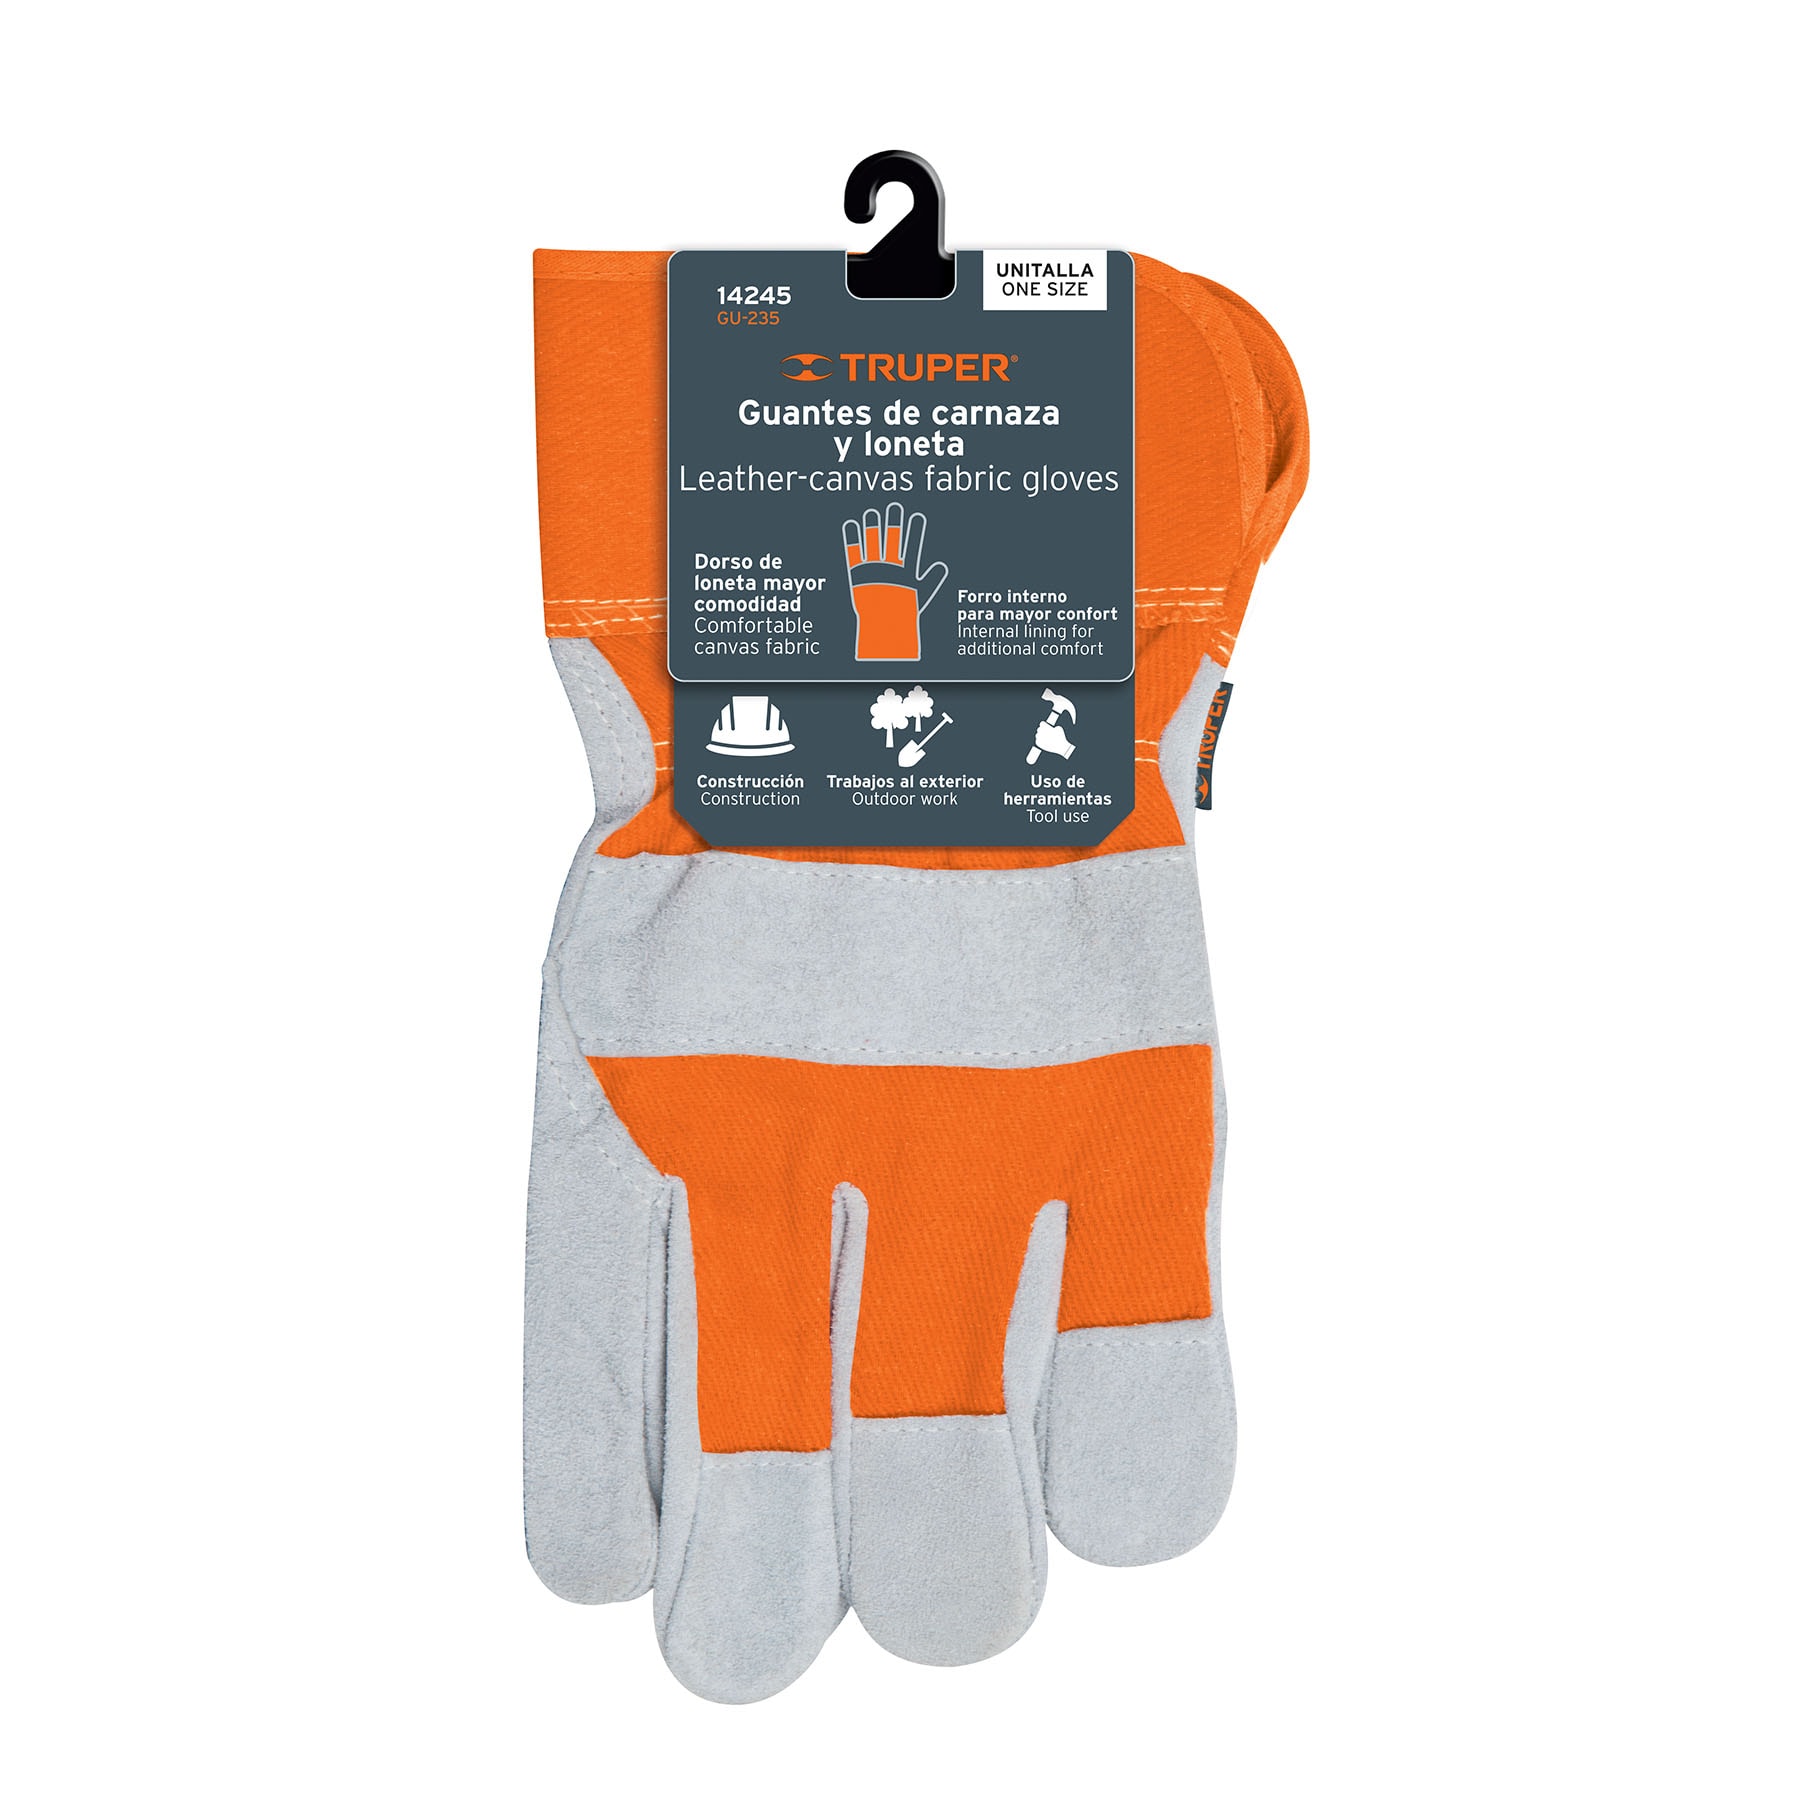 14245
GU-235
UNITALLA
ONE SIZE
TRUPER®
Guantes de carnaza
y loneta
Leather-canvas fabric gloves
Dorso de
loneta mayor
comodidad
Comfortable
canvas fabric
Forro interno
para mayor confort
Internal lining for
additional comfort
Construcción
Construction
Trabajos al exterior
Outdoor work
Uso de
herramientas
Tool use
TRUPER